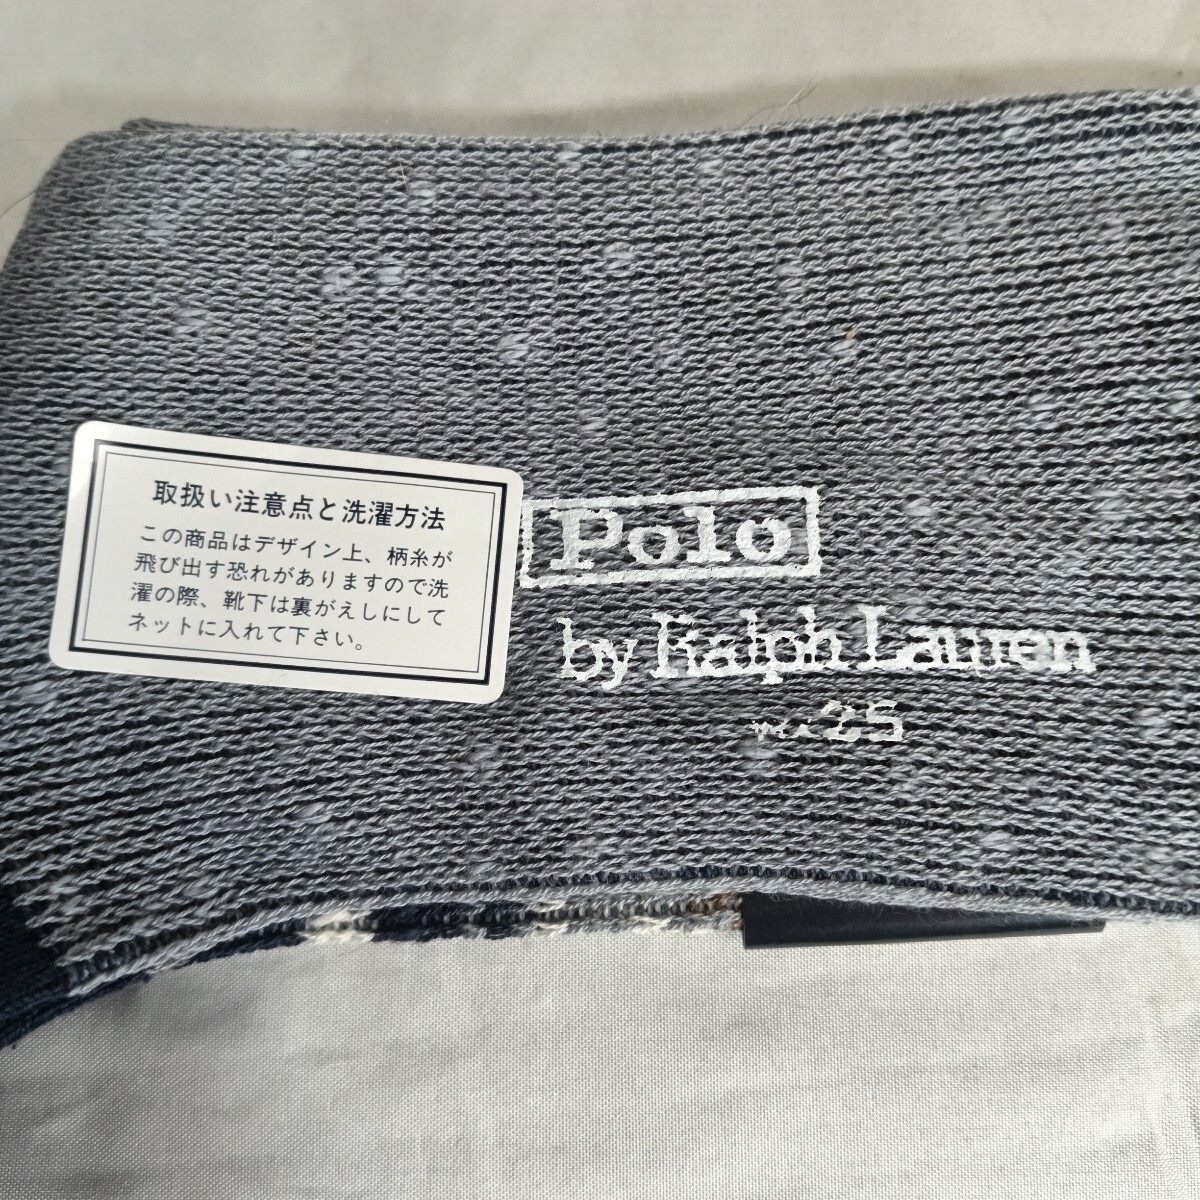 取扱い注意点と洗濯方法
この商品はデザイン上、柄糸が
飛び出す恐れがありますので洗
濯の際、靴下は裏がえしにして
ネットに入れて下さい。
Polo
by Ralph Lauren
25